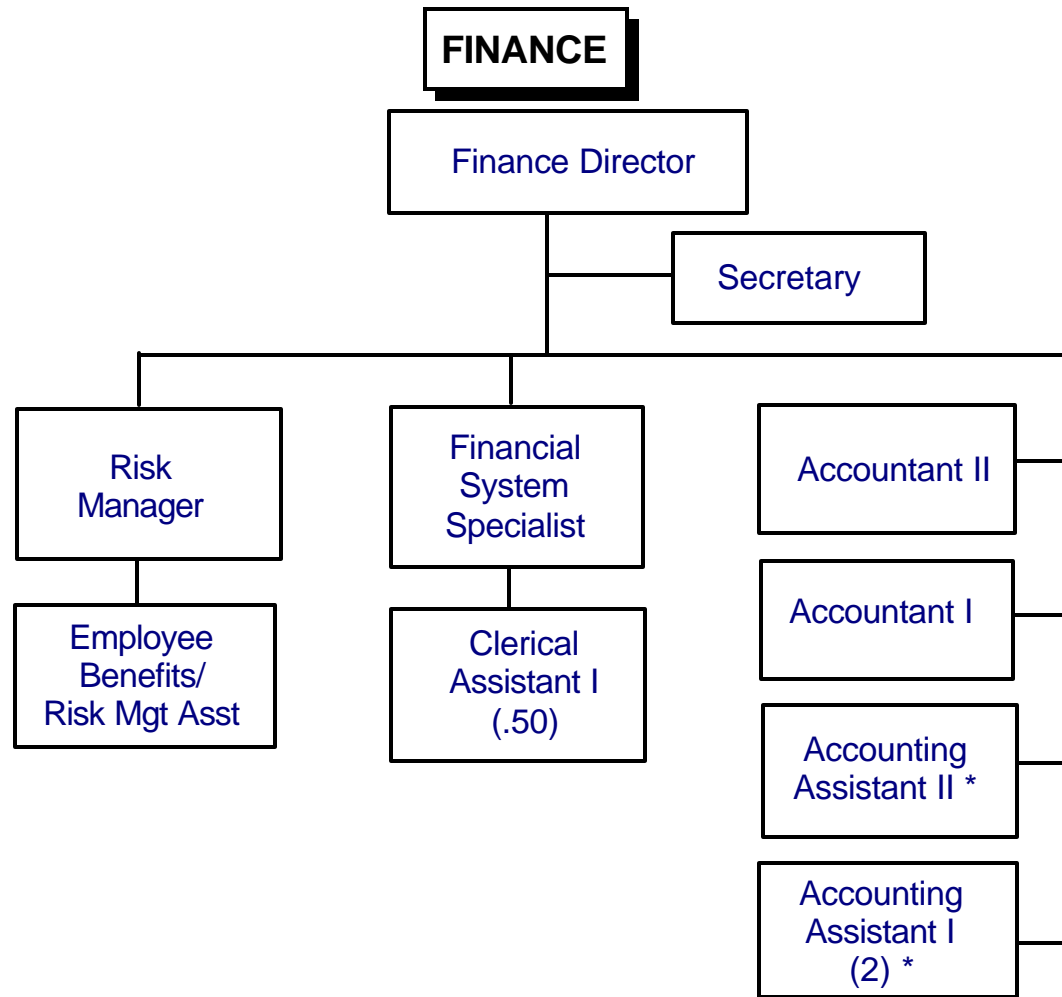 FINANCE
Finance Director
Secretary
Risk
Manager
Financial
System
Specialist
Accountant II
Employee
Benefits/
Risk Mgt Asst
Clerical
Assistant I
(.50)
Accountant I
Accounting
Assistant II *
Accounting
Assistant I
(2) *